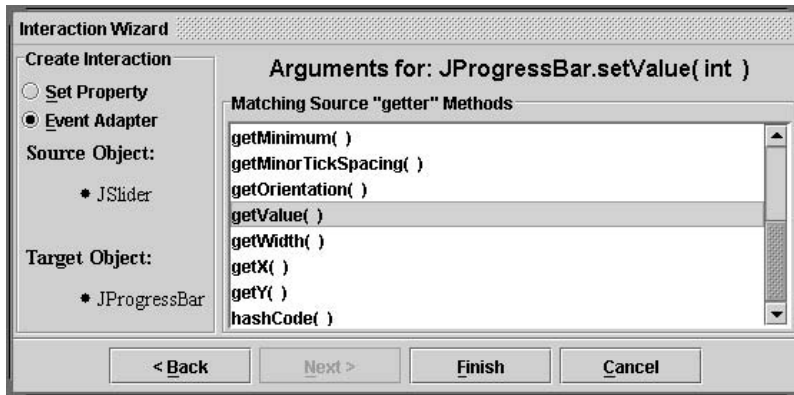 Interaction Wizard
Create Interaction
Set Property
Event Adapter
Source Object:
JSlider
Target Object:
JProgressBar
Arguments for: JProgressBar.setValue( int )
Matching Source "getter" Methods
getMinimum( )
getMinorTickSpacing( )
getOrientation( )
getValue( )
getWidth( )
getX( )
getY( )
hashCode( )
< Back
Next >
Finish
Cancel